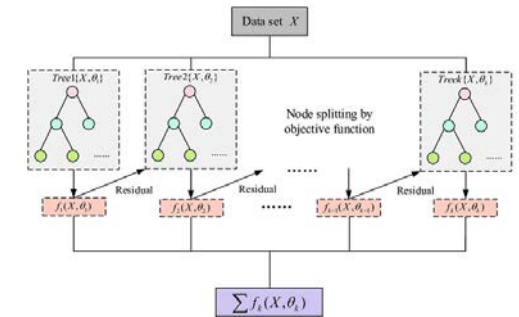 Data set X
Tree1{X,θ₁}
Tree2{X,θ₂}
Treek{X,θₖ}
Node splitting by
objective function
......
......
......
......
Residual
Residual
Residual
......
f₁(X,θ₁)
f₂(X,θ₂)
fₖ₋₁(X,θₖ₋₁)
fₖ(X,θₖ)
∑ fₖ(X,θₖ)